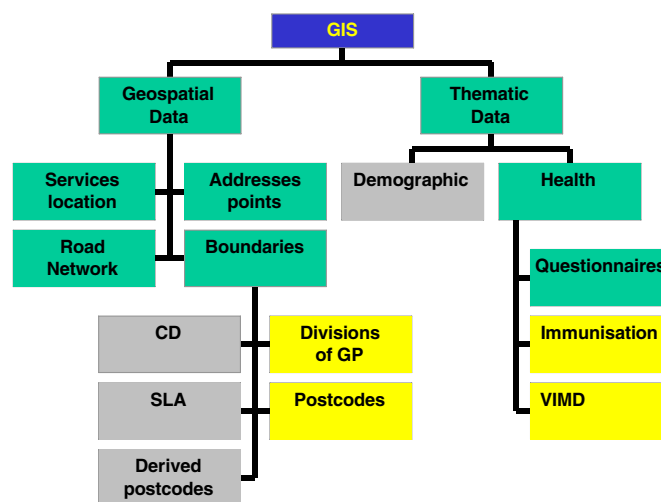 GIS
Geospatial
Data
Thematic
Data
Services
location
Addresses
points
Demographic
Health
Road
Network
Boundaries
Questionnaires
CD
Divisions
of GP
Immunisation
SLA
Postcodes
VIMD
Derived
postcodes